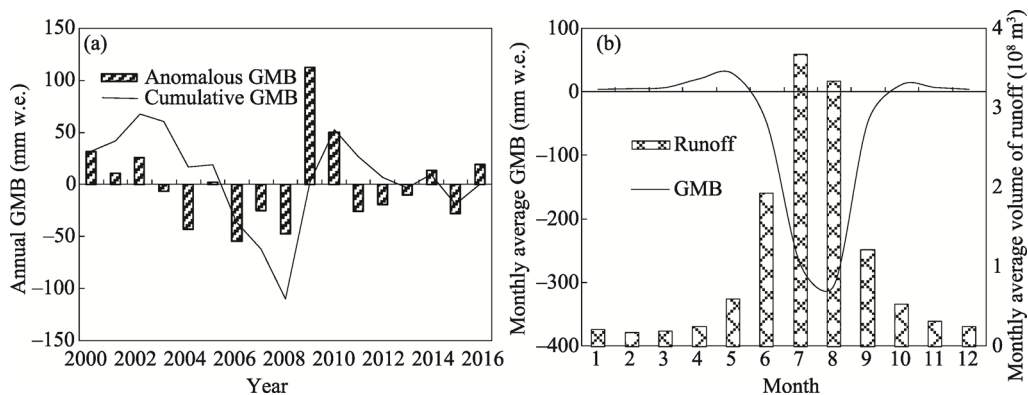 (a)
Anomalous GMB
Cumulative GMB
Annual GMB (mm w.e.)
150
100
50
0
−50
−100
−150
2000 2002 2004 2006 2008 2010 2012 2014 2016
Year
(b)
Runoff
GMB
Monthly average GMB (mm w.e.)
100
0
−100
−200
−300
−400
1 2 3 4 5 6 7 8 9 10 11 12
Month
4
3
2
1
0
Monthly average volume of runoff (10⁸ m³)